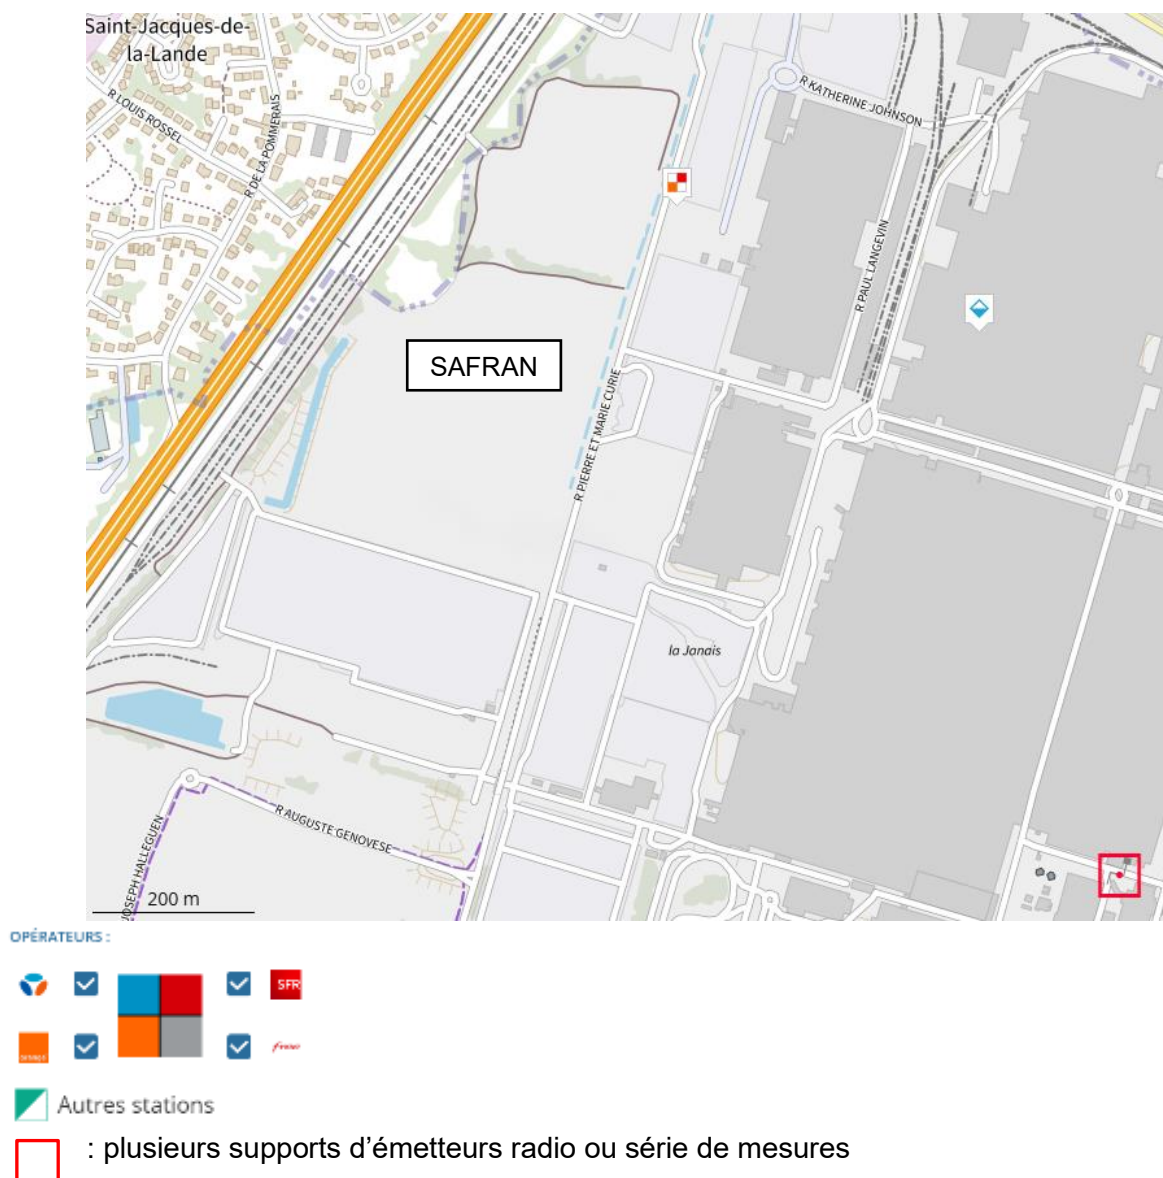 Saint-Jacques-de-
la-Lande
R LOUIS ROSSEL
R DE LA POMMERAIS
R KATHERINE JOHNSON
R PAUL LANGEVIN
SAFRAN
R PIERRE ET MARIE CURIE
la Janais
R AUGUSTE GENOVESE
JOSEPH HALLEGUEN
200 m
OPÉRATEURS :
SFR
free
Autres stations
: plusieurs supports d’émetteurs radio ou série de mesures